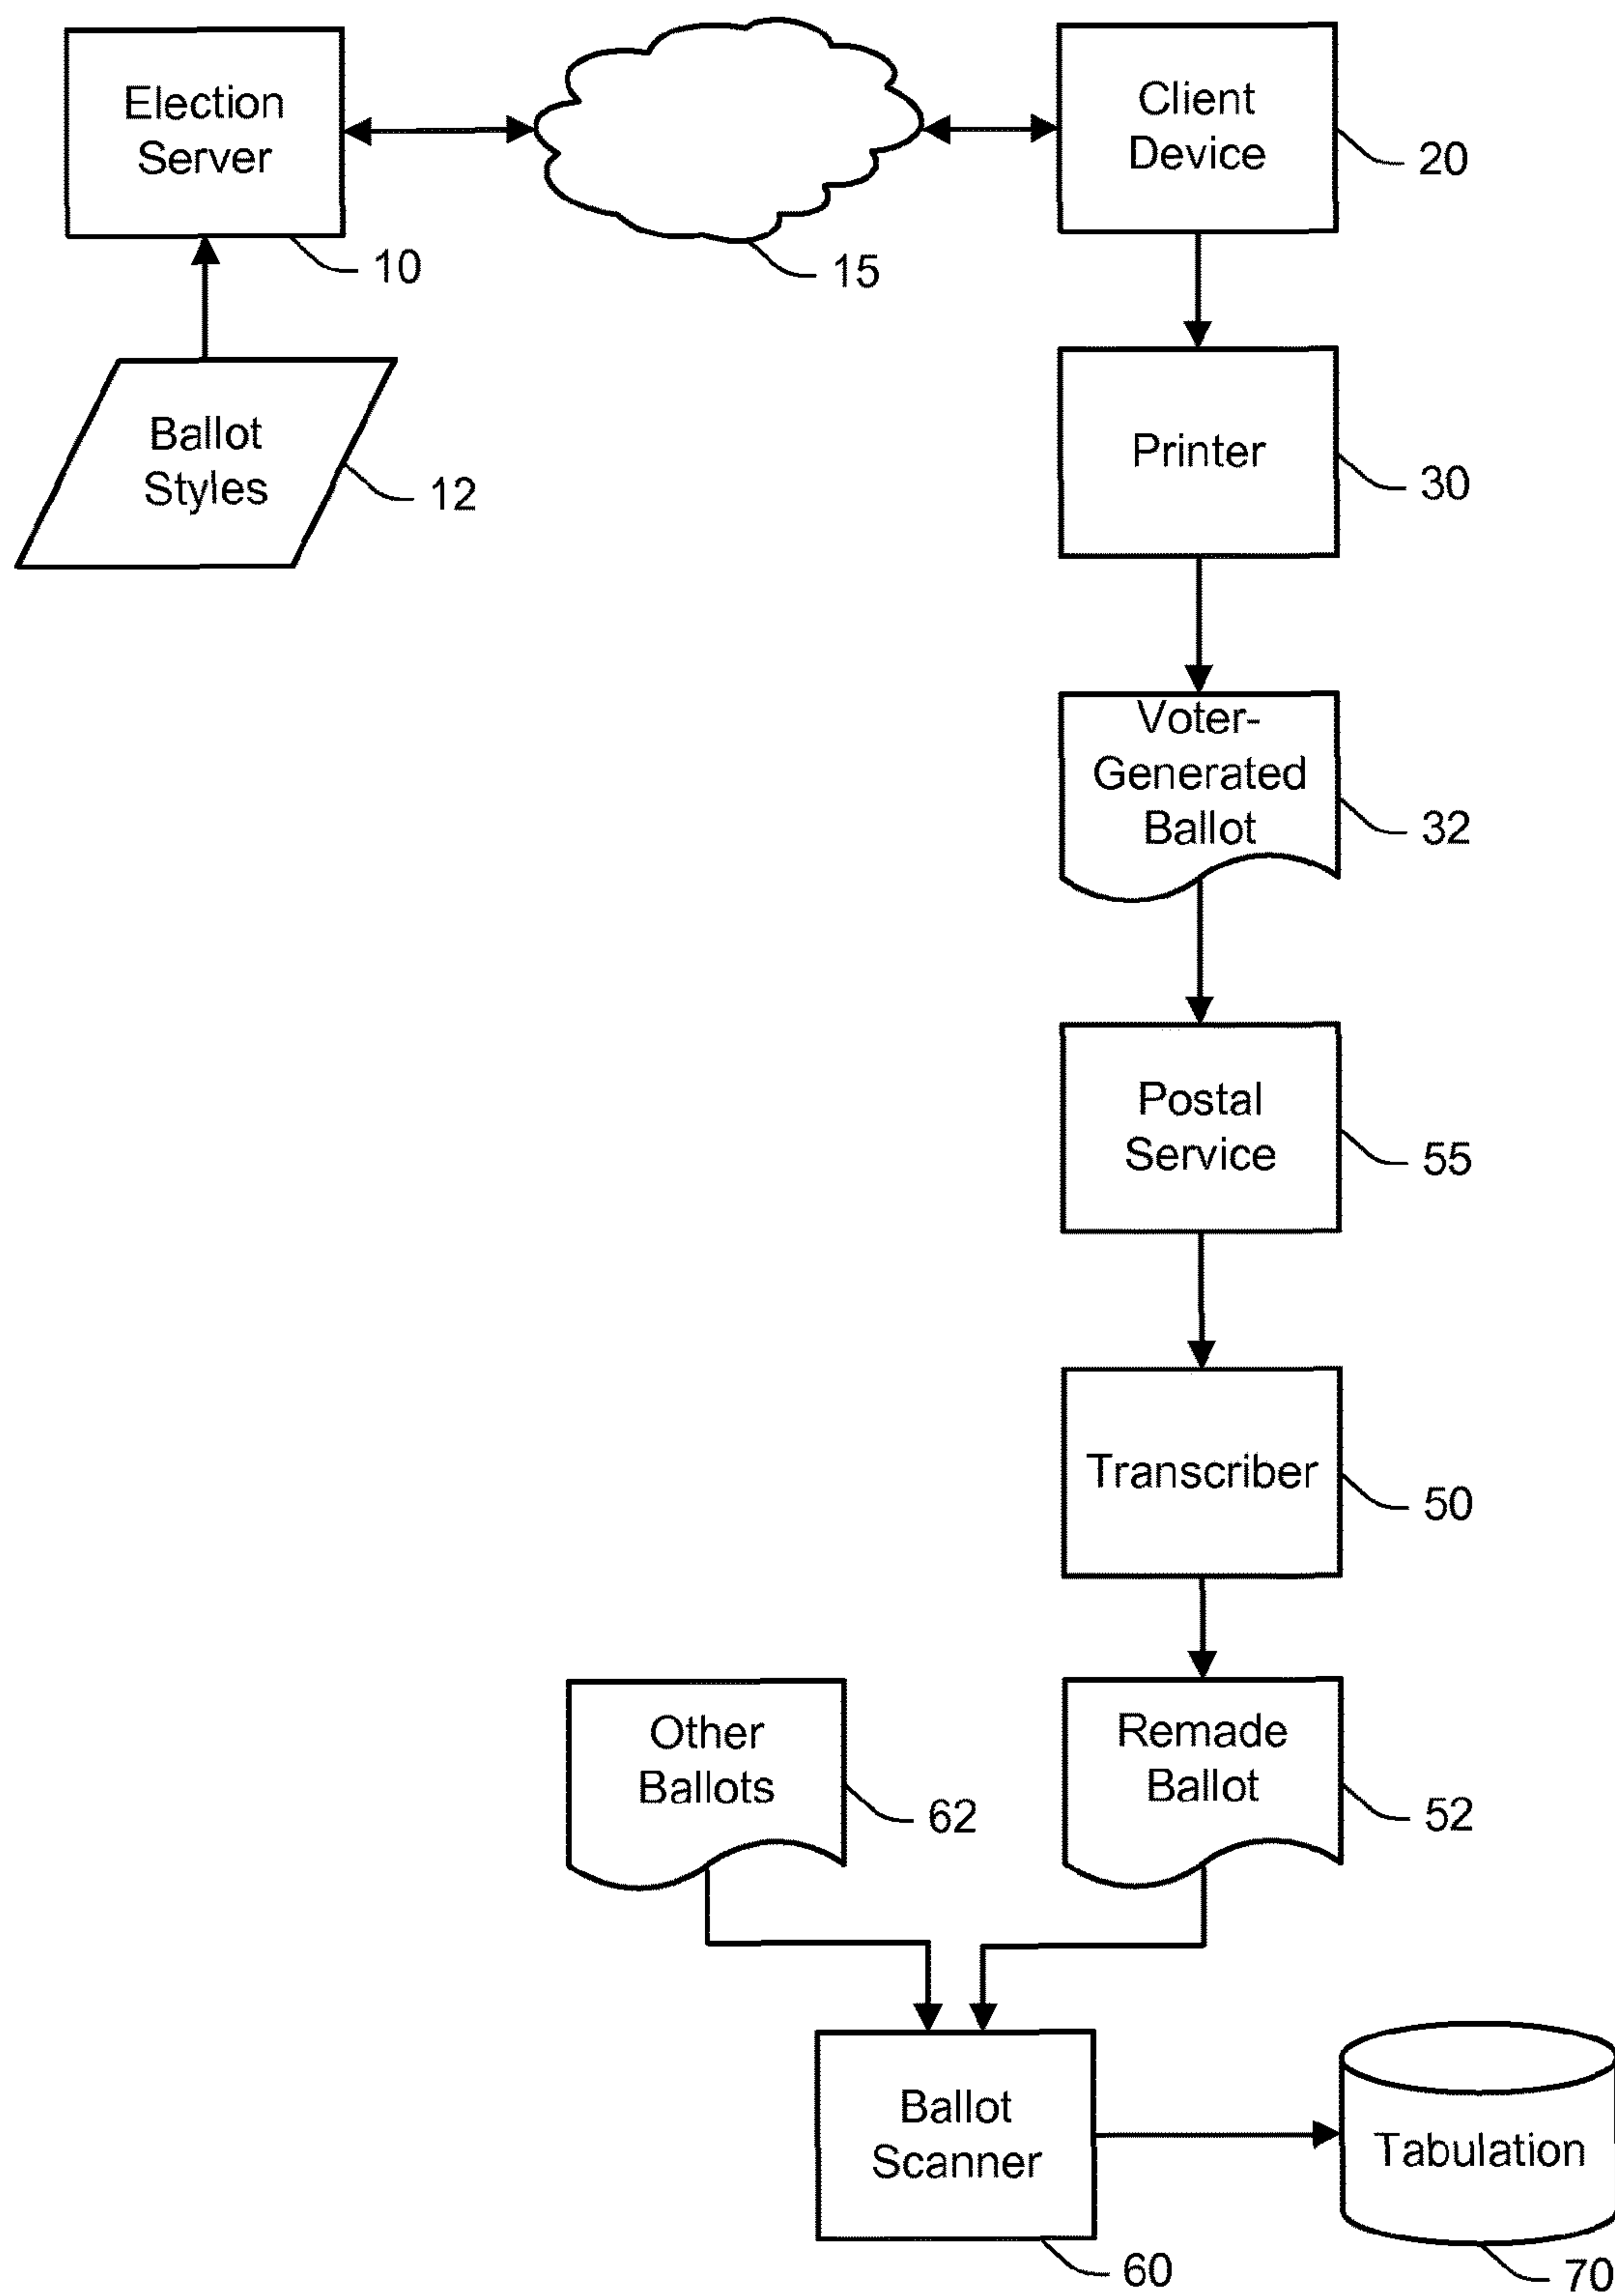 Election
Server
10
15
Client
Device
20
Ballot
Styles
12
Printer
30
Voter-
Generated
Ballot
32
Postal
Service
55
Transcriber
50
Other
Ballots
62
Remade
Ballot
52
Ballot
Scanner
60
Tabulation
70